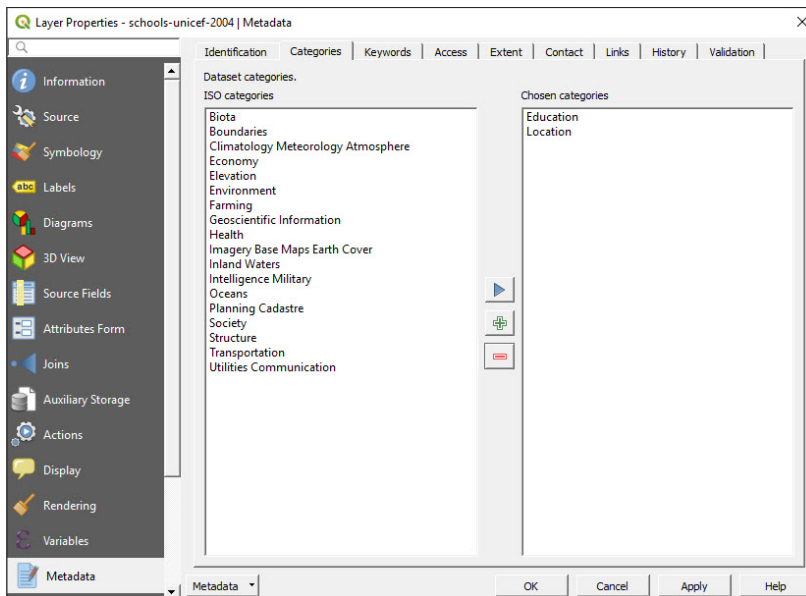 Layer Properties - schools-unicef-2004 | Metadata
Information
Source
Symbology
abc Labels
Diagrams
3D View
Source Fields
Attributes Form
Joins
Auxiliary Storage
Actions
Display
Rendering
Variables
Metadata
Identification Categories Keywords Access Extent Contact Links History Validation
Dataset categories.
ISO categories
Biota
Boundaries
Climatology Meteorology Atmosphere
Economy
Elevation
Environment
Farming
Geoscientific Information
Health
Imagery Base Maps Earth Cover
Inland Waters
Intelligence Military
Oceans
Planning Cadastre
Society
Structure
Transportation
Utilities Communication
Chosen categories
Education
Location
Metadata OK Cancel Apply Help